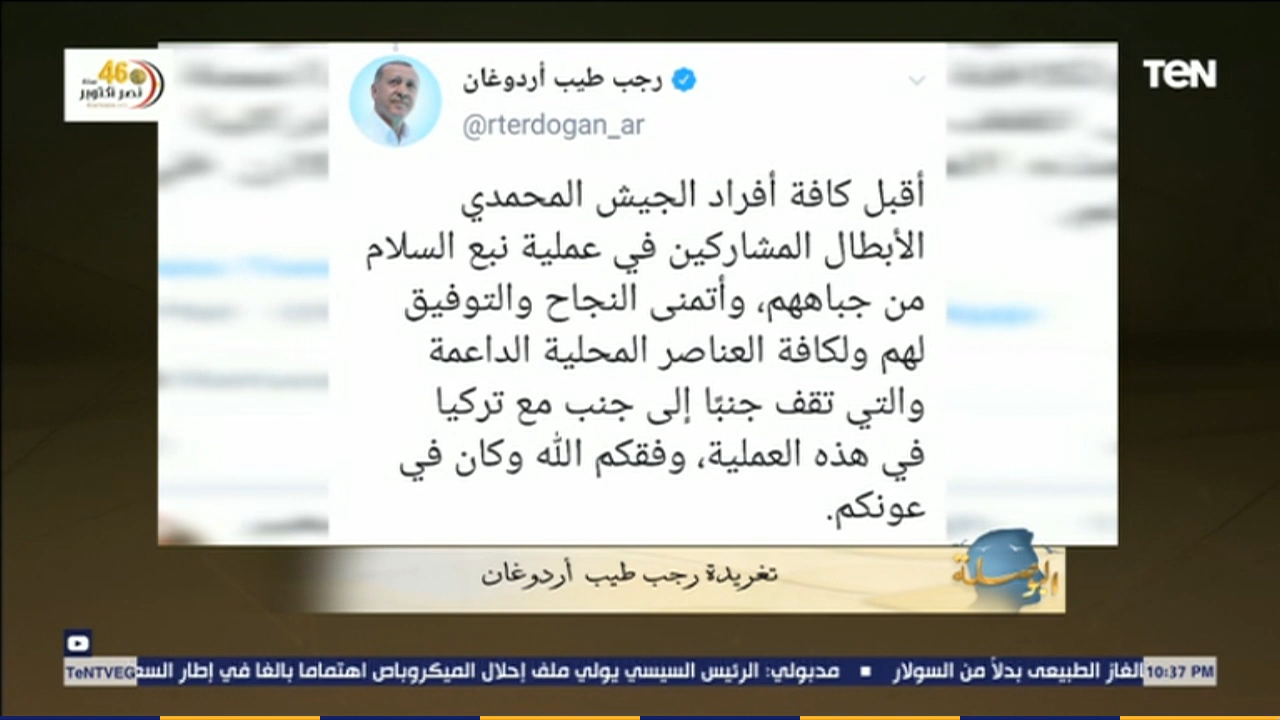 46 سنة
نصر أكتوبر
TeN
رجب طيب أردوغان
@rterdogan_ar
أقبل كافة أفراد الجيش المحمدي
الأبطال المشاركين في عملية نبع السلام
من جباههم، وأتمنى النجاح والتوفيق
لهم ولكافة العناصر المحلية الداعمة
والتي تقف جنبًا إلى جنب مع تركيا
في هذه العملية، وفقكم الله وكان في
عونكم.
تغريدة رجب طيب أردوغان
البوصلة
10:37 PM
الغاز الطبيعى بدلاً من السولار ■ مدبولي: الرئيس السيسي يولي ملف إحلال الميكروباص اهتماما بالغا في إطار
TeNTVEG